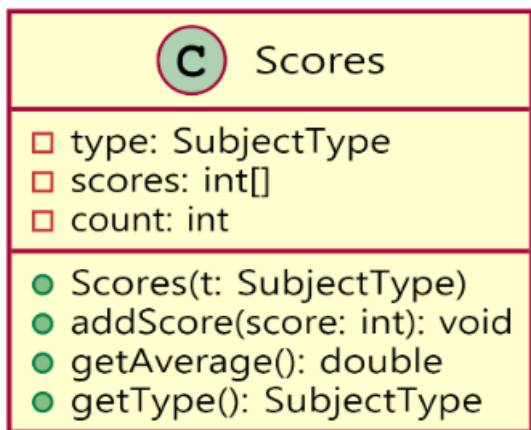 C Scores
type: SubjectType
scores: int[]
count: int
Scores(t: SubjectType)
addScore(score: int): void
getAverage(): double
getType(): SubjectType